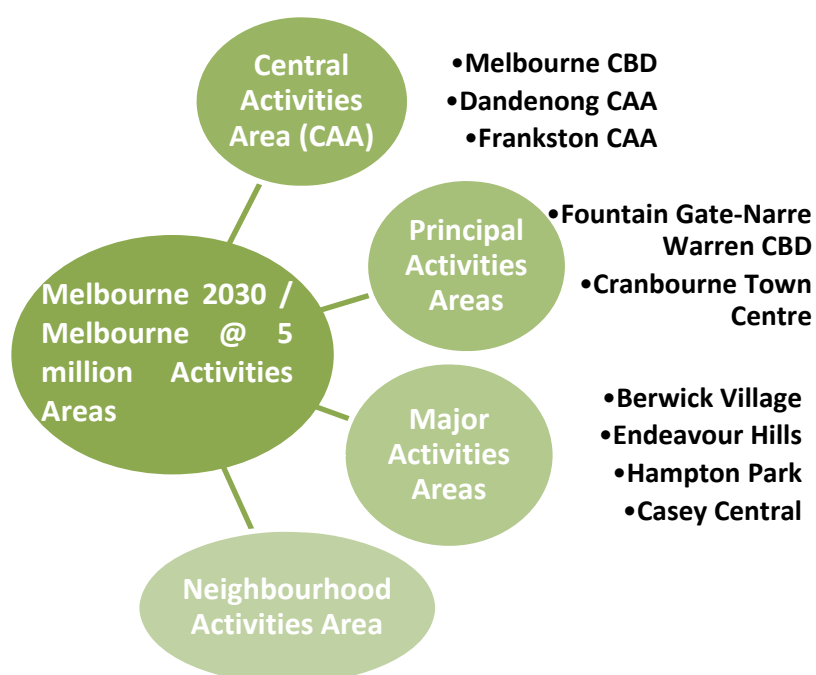 Central
Activities
Area (CAA)
•Melbourne CBD
•Dandenong CAA
•Frankston CAA
Principal
Activities
Areas
•Fountain Gate-Narre
Warren CBD
•Cranbourne Town
Centre
Melbourne 2030 /
Melbourne @ 5
million Activities
Areas
Major
Activities
Areas
•Berwick Village
•Endeavour Hills
•Hampton Park
•Casey Central
Neighbourhood
Activities Area